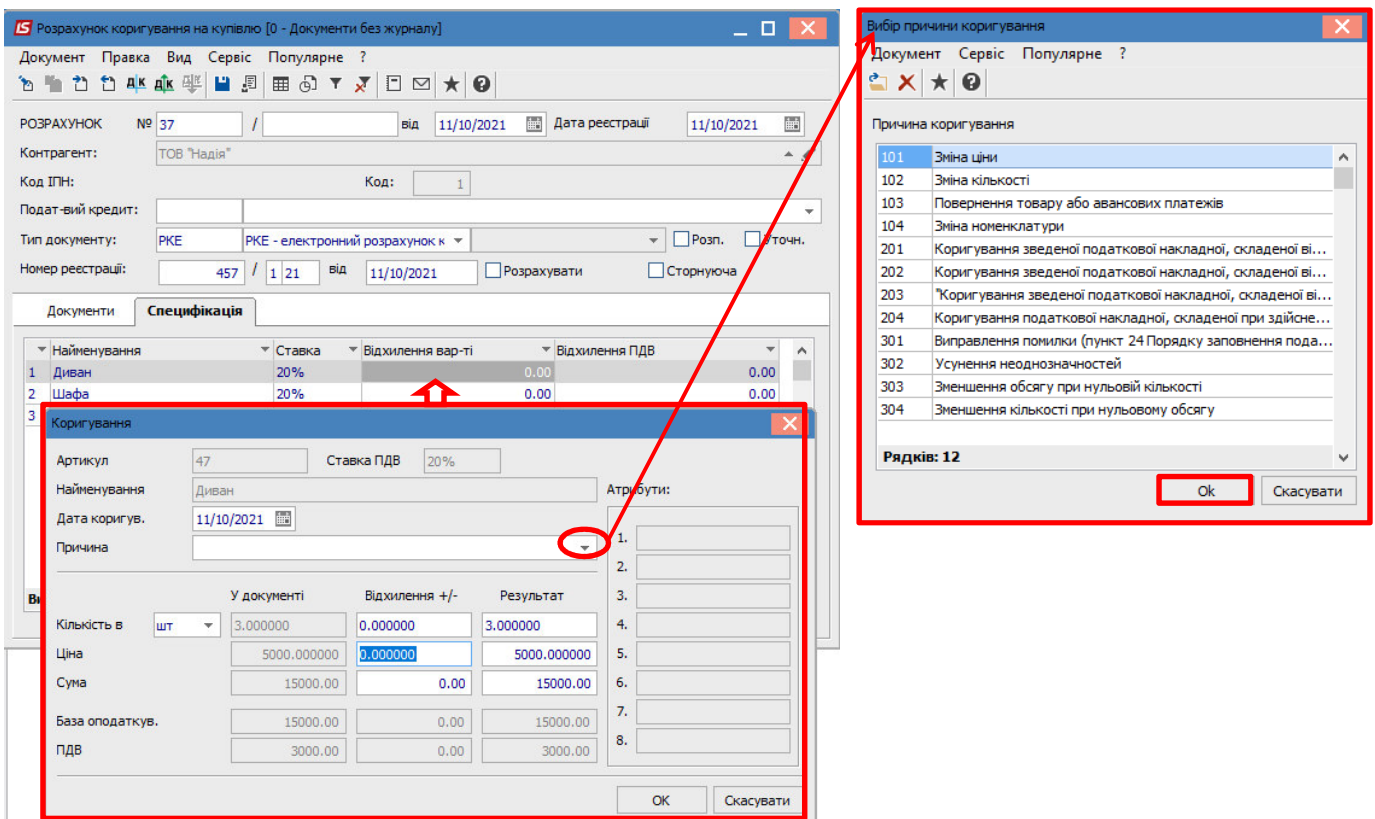 Розрахунок коригування на купівлю [0 - Документи без журналу]
Документ Правка Вид Сервіс Популярне ?
РОЗРАХУНОК № 37 / від 11/10/2021 Дата реєстрації 11/10/2021
Контрагент: ТОВ "Надія"
Код ІПН: Код: 1
Подат-вий кредит:
Тип документу: РКЕ РКЕ - електронний розрахунок к Розп. Уточн.
Номер реєстрації: 457 / 1 21 від 11/10/2021 Розрахувати Сторнуюча
Документи Специфікація
Найменування Ставка Відхилення вар-ті Відхилення ПДВ
1 Диван 20% 0.00 0.00
2 Шафа 20% 0.00 0.00
3
Коригування
Артикул 47 Ставка ПДВ 20%
Найменування Диван Атрибути:
Дата коригув. 11/10/2021
Причина
1.
2.
У документі Відхилення +/- Результат 3.
Кількість в шт 3.000000 0.000000 3.000000 4.
Ціна 5000.000000 0.000000 5000.000000 5.
Сума 15000.00 0.00 15000.00 6.
База оподаткув. 15000.00 0.00 15000.00 7.
ПДВ 3000.00 0.00 3000.00 8.
OK Скасувати
Вибір причини коригування
Документ Сервіс Популярне ?
Причина коригування
101 Зміна ціни
102 Зміна кількості
103 Повернення товару або авансових платежів
104 Зміна номенклатури
201 Коригування зведеної податкової накладної, складеної ві...
202 Коригування зведеної податкової накладної, складеної ві...
203 "Коригування зведеної податкової накладної, складеної ві...
204 Коригування податкової накладної, складеної при здійсне...
301 Виправлення помилки (пункт 24 Порядку заповнення пода...
302 Усунення неоднозначностей
303 Зменшення обсягу при нульовій кількості
304 Зменшення кількості при нульовому обсягу
Рядків: 12
Ok Скасувати